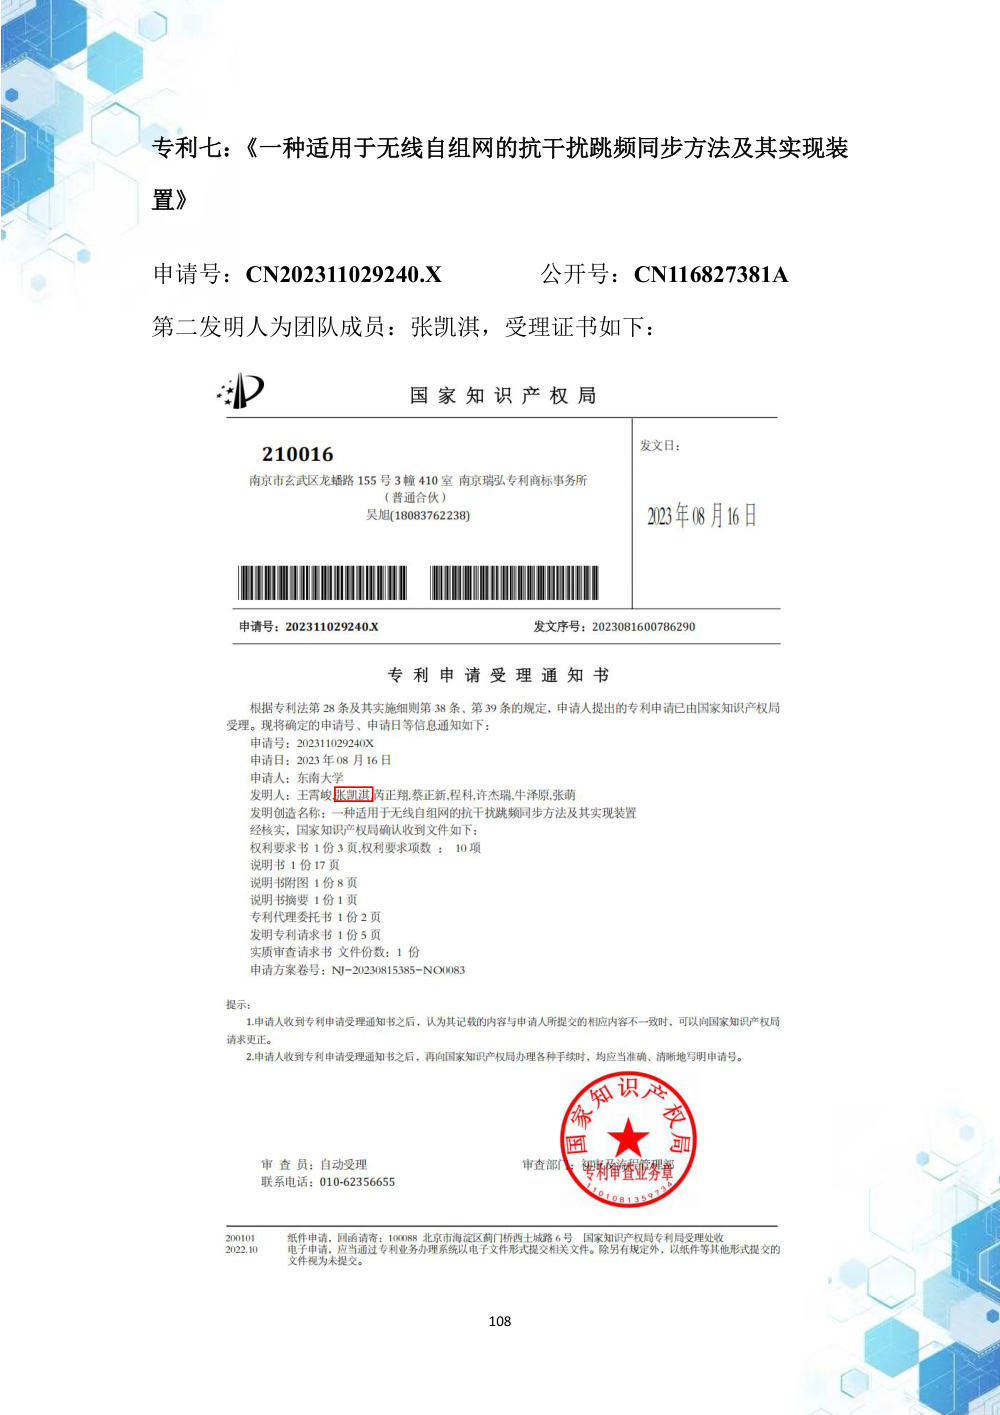 专利七：《一种适用于无线自组网的抗干扰跳频同步方法及其实现装
置》
申请号：CN202311029240.X 公开号：CN116827381A
第二发明人为团队成员：张凯淇，受理证书如下：
国家知识产权局
210016
南京市玄武区龙蟠路 155 号 3 幢 410 室 南京瑞弘专利商标事务所
（普通合伙）
吴旭(18083762238)
发文日：
2023年08月16日
申请号：202311029240.X 发文序号：2023081600786290
专利申请受理通知书
根据专利法第 28 条及其实施细则第 38 条、第 39 条的规定，申请人提出的专利申请已由国家知识产权局
受理。现将确定的申请号、申请日等信息通知如下：
申请号：202311029240X
申请日：2023 年 08 月 16 日
申请人：东南大学
发明人：王霄峻,张凯淇,芮正翔,蔡正新,程科,许杰瑞,牛泽原,张萌
发明创造名称：一种适用于无线自组网的抗干扰跳频同步方法及其实现装置
经核实，国家知识产权局确认收到文件如下：
权利要求书 1 份 3 页,权利要求项数 ： 10 项
说明书 1 份 17 页
说明书附图 1 份 8 页
说明书摘要 1 份 1 页
专利代理委托书 1 份 2 页
发明专利请求书 1 份 5 页
实质审查请求书 文件份数：1 份
申请方案卷号：NJ-20230815385-NO0083
提示：
1.申请人收到专利申请受理通知书之后，认为其记载的内容与申请人所提交的相应内容不一致时，可以向国家知识产权局
请求更正。
2.申请人收到专利申请受理通知书之后，再向国家知识产权局办理各种手续时，均应当准确、清晰地写明申请号。
国家知识产权局
审 查 员：自动受理 审查部门：初审及流程管理部
专利审查业务章
联系电话：010-62356655
1101081359734
200101 纸件申请，回函请寄：100088 北京市海淀区蓟门桥西土城路 6 号 国家知识产权局专利局受理处收
2022.10 电子申请，应当通过专利业务办理系统以电子文件形式提交相关文件。除另有规定外，以纸件等其他形式提交的
文件视为未提交。
108